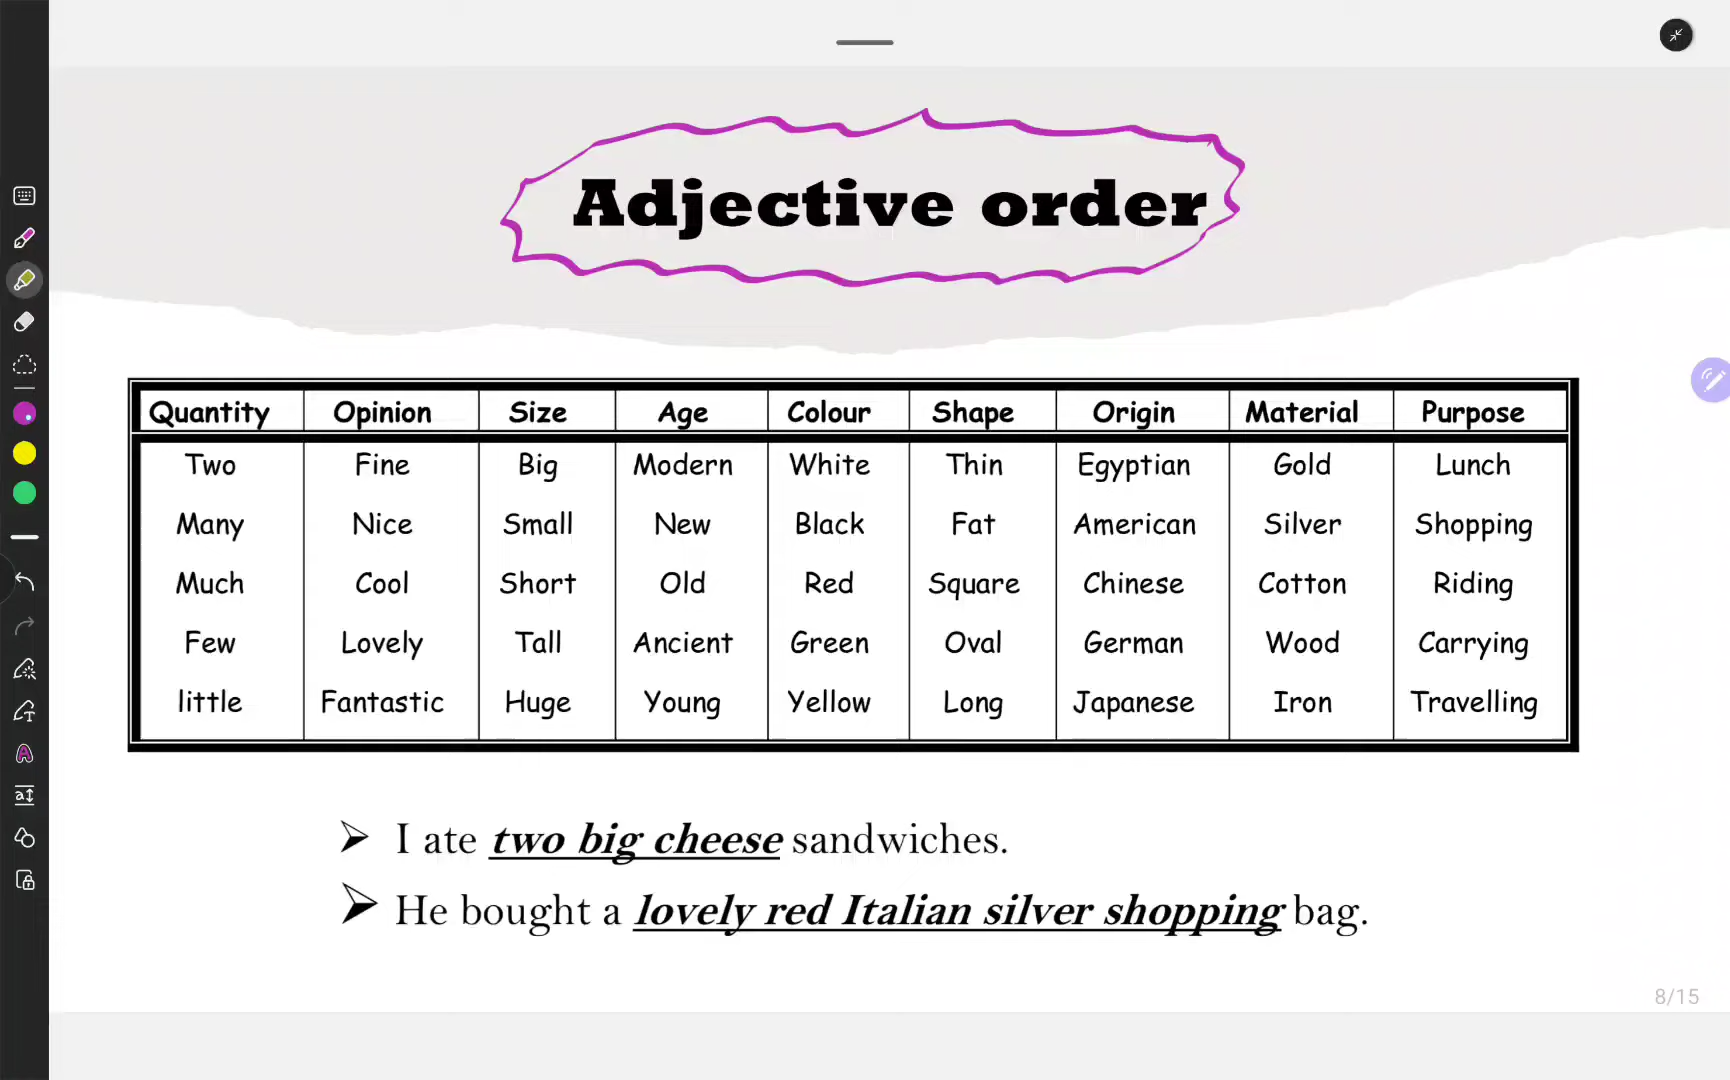 Adjective order
Quantity Opinion Size Age Colour Shape Origin Material Purpose
Two Fine Big Modern White Thin Egyptian Gold Lunch
Many Nice Small New Black Fat American Silver Shopping
Much Cool Short Old Red Square Chinese Cotton Riding
Few Lovely Tall Ancient Green Oval German Wood Carrying
little Fantastic Huge Young Yellow Long Japanese Iron Travelling
➢ I ate two big cheese sandwiches.
➢ He bought a lovely red Italian silver shopping bag.
8/15